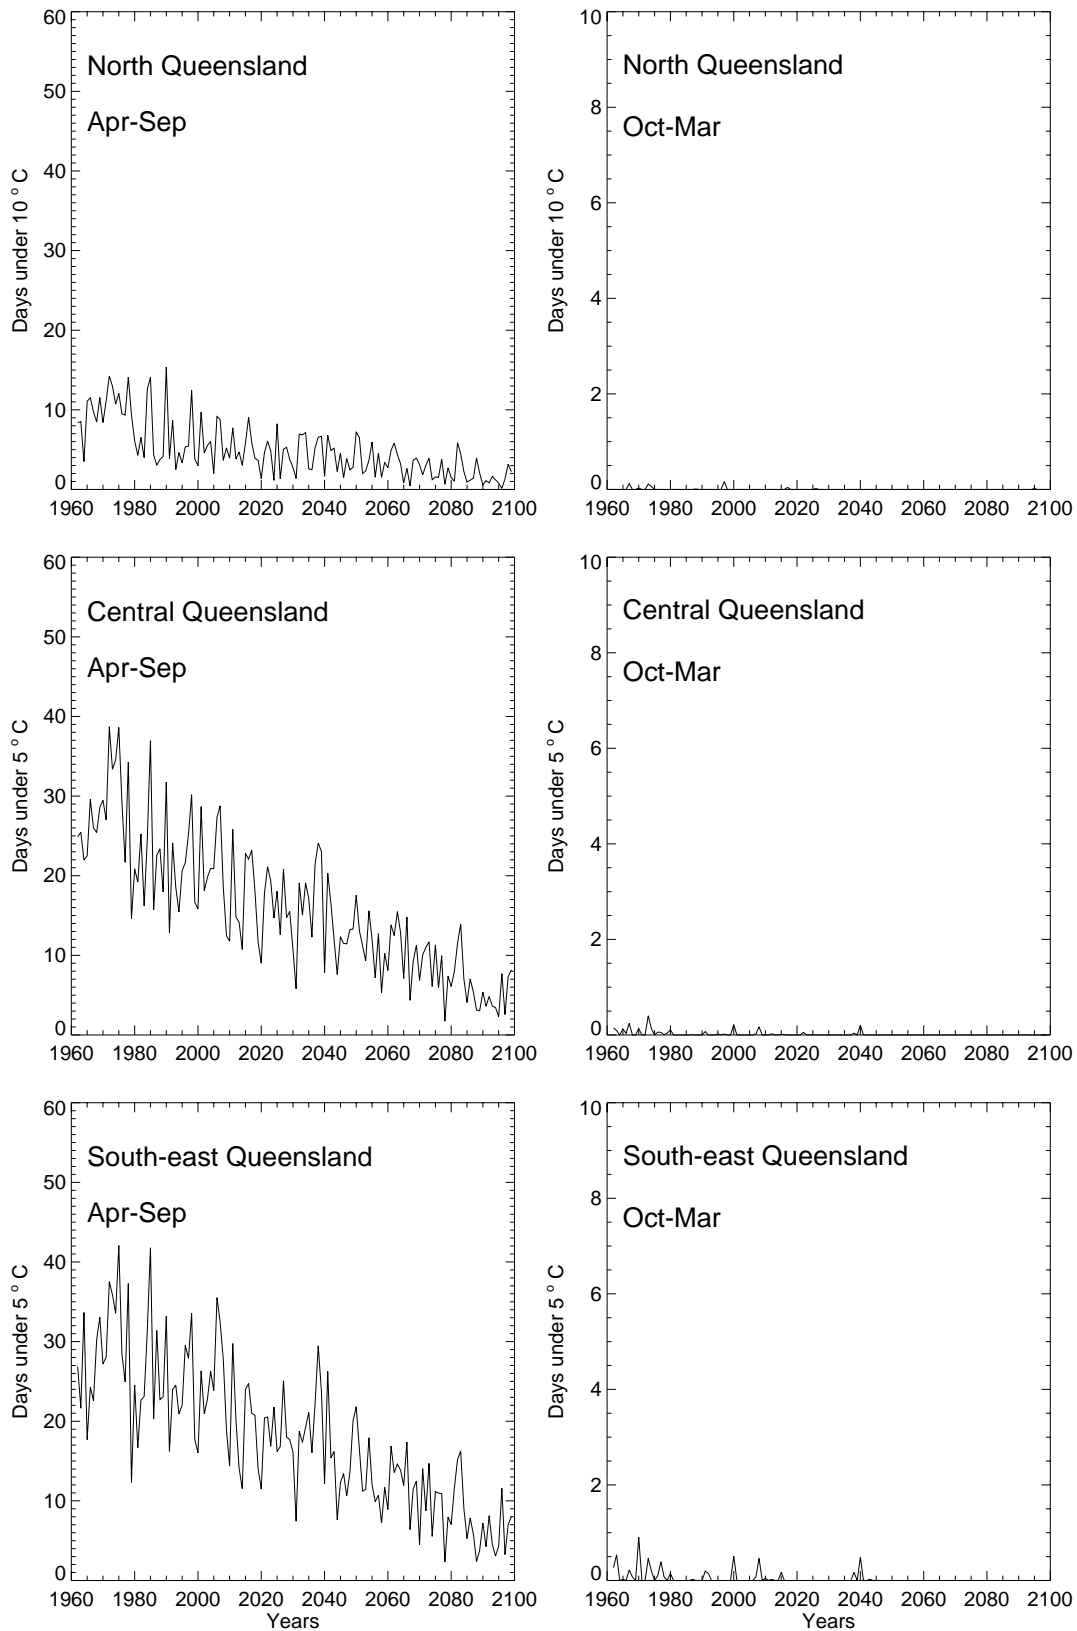 60
50
40
30
20
10
0
North Queensland
Apr-Sep
Days under 10 ° C
1960 1980 2000 2020 2040 2060 2080 2100
10
8
6
4
2
0
North Queensland
Oct-Mar
Days under 10 ° C
1960 1980 2000 2020 2040 2060 2080 2100
60
50
40
30
20
10
0
Central Queensland
Apr-Sep
Days under 5 ° C
1960 1980 2000 2020 2040 2060 2080 2100
10
8
6
4
2
0
Central Queensland
Oct-Mar
Days under 5 ° C
1960 1980 2000 2020 2040 2060 2080 2100
60
50
40
30
20
10
0
South-east Queensland
Apr-Sep
Days under 5 ° C
1960 1980 2000 2020 2040 2060 2080 2100
Years
10
8
6
4
2
0
South-east Queensland
Oct-Mar
Days under 5 ° C
1960 1980 2000 2020 2040 2060 2080 2100
Years